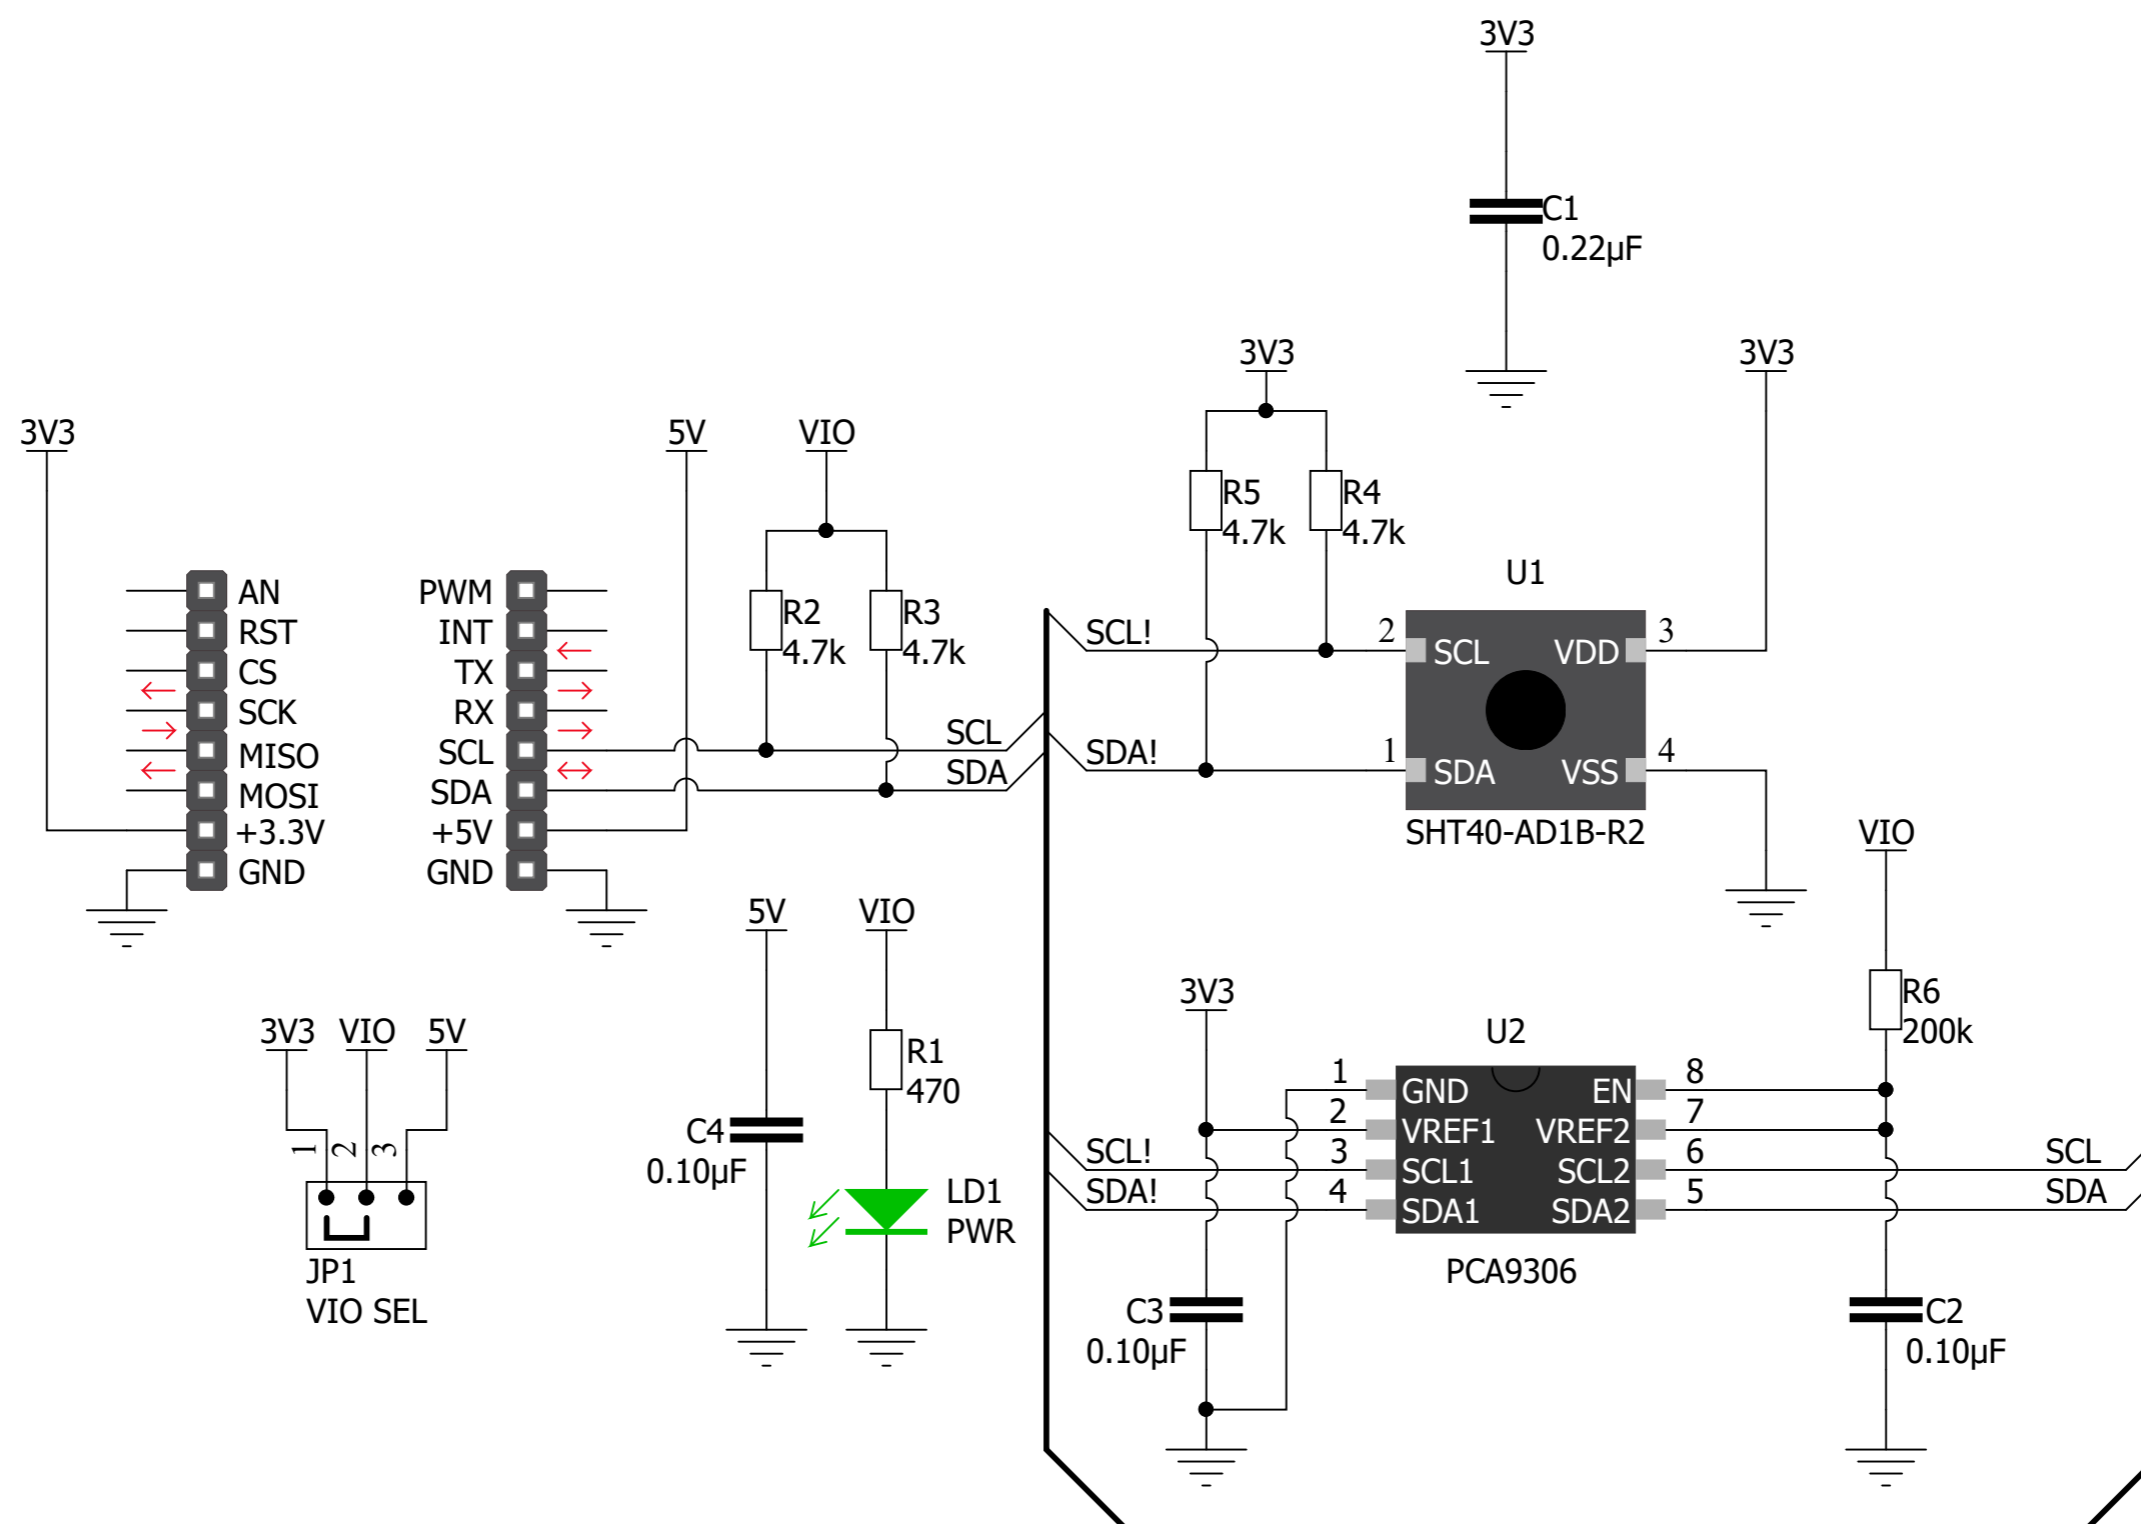 3V3
C1
0.22µF
3V3
3V3
3V3
5V
VIO
R5
4.7k
R4
4.7k
U1
AN
RST
CS
SCK
MISO
MOSI
+3.3V
GND
PWM
INT
TX
RX
SCL
SDA
+5V
GND
R2
4.7k
R3
4.7k
SCL
SDA
SCL!
SDA!
2
1
SCL
SDA
VDD
VSS
3
4
SHT40-AD1B-R2
VIO
5V
VIO
R6
200k
3V3
VIO
5V
1
2
3
JP1
VIO SEL
C4
0.10µF
R1
470
LD1
PWR
3V3
U2
1
2
3
4
GND
VREF1
SCL1
SDA1
EN
VREF2
SCL2
SDA2
8
7
6
5
SCL!
SDA!
SCL
SDA
PCA9306
C3
0.10µF
C2
0.10µF